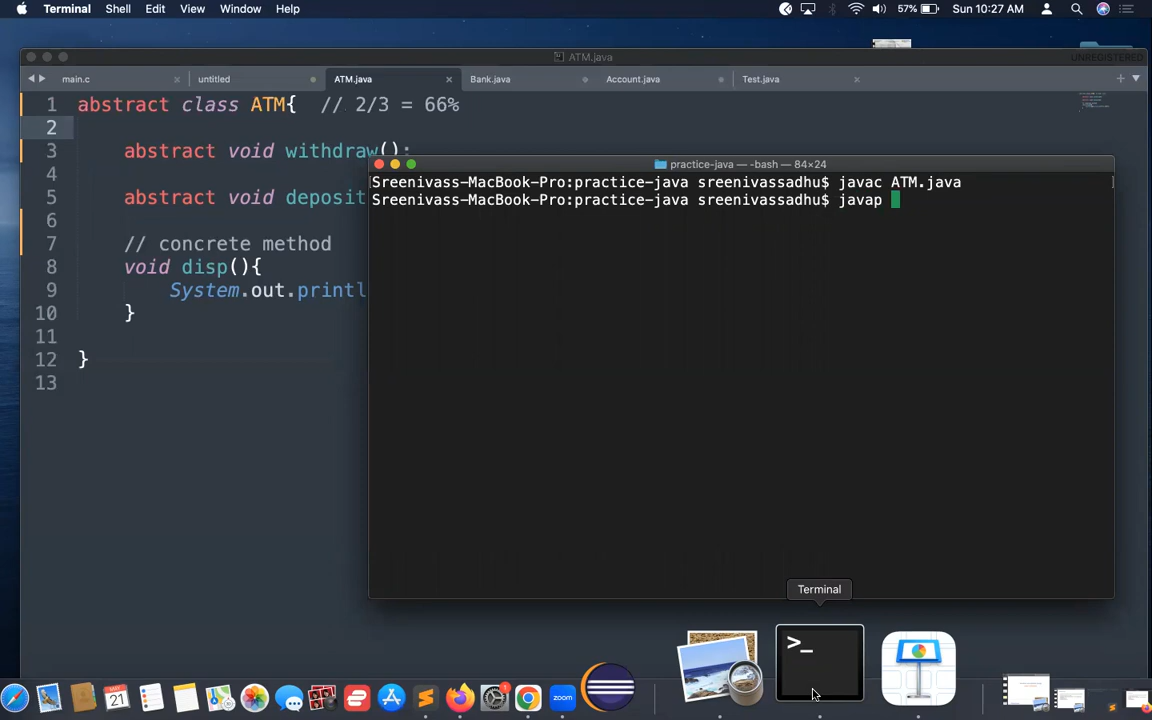 Terminal Shell Edit View Window Help 57% Sun 10:27 AM
ATM.java UNREGISTERED
main.c untitled ATM.java Bank.java Account.java Test.java
1 abstract class ATM{ // 2/3 = 66%
2
3 abstract void withdraw();
4
5 abstract void deposit
6
7 // concrete method
8 void disp(){
9 System.out.printl
10 }
11
12 }
13
practice-java — -bash — 84×24
Sreenivass-MacBook-Pro:practice-java sreenivassadhu$ javac ATM.java
Sreenivass-MacBook-Pro:practice-java sreenivassadhu$ javap
Terminal
>_
21
zoom
1